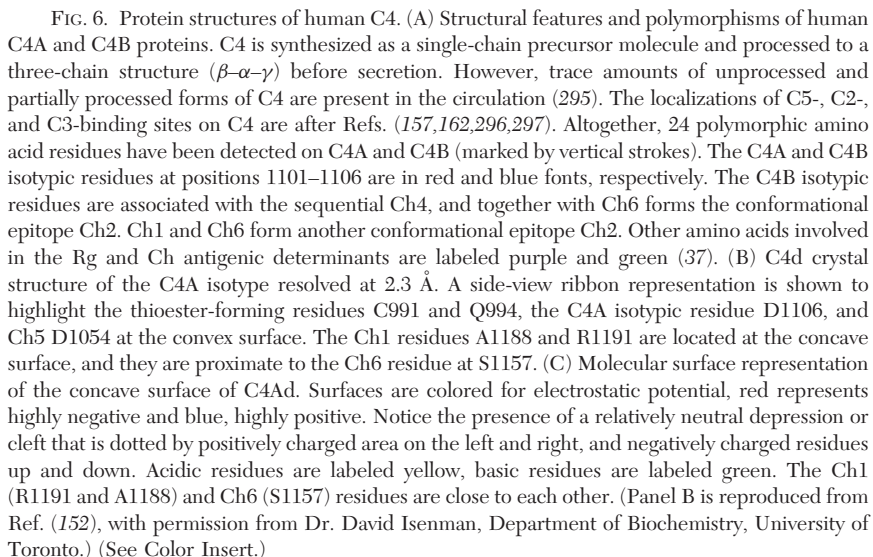 FIG. 6. Protein structures of human C4. (A) Structural features and polymorphisms of human
C4A and C4B proteins. C4 is synthesized as a single-chain precursor molecule and processed to a
three-chain structure (β–α–γ) before secretion. However, trace amounts of unprocessed and
partially processed forms of C4 are present in the circulation (295). The localizations of C5-, C2-,
and C3-binding sites on C4 are after Refs. (157,162,296,297). Altogether, 24 polymorphic amino
acid residues have been detected on C4A and C4B (marked by vertical strokes). The C4A and C4B
isotypic residues at positions 1101–1106 are in red and blue fonts, respectively. The C4B isotypic
residues are associated with the sequential Ch4, and together with Ch6 forms the conformational
epitope Ch2. Ch1 and Ch6 form another conformational epitope Ch2. Other amino acids involved
in the Rg and Ch antigenic determinants are labeled purple and green (37). (B) C4d crystal
structure of the C4A isotype resolved at 2.3 Å. A side-view ribbon representation is shown to
highlight the thioester-forming residues C991 and Q994, the C4A isotypic residue D1106, and
Ch5 D1054 at the convex surface. The Ch1 residues A1188 and R1191 are located at the concave
surface, and they are proximate to the Ch6 residue at S1157. (C) Molecular surface representation
of the concave surface of C4Ad. Surfaces are colored for electrostatic potential, red represents
highly negative and blue, highly positive. Notice the presence of a relatively neutral depression or
cleft that is dotted by positively charged area on the left and right, and negatively charged residues
up and down. Acidic residues are labeled yellow, basic residues are labeled green. The Ch1
(R1191 and A1188) and Ch6 (S1157) residues are close to each other. (Panel B is reproduced from
Ref. (152), with permission from Dr. David Isenman, Department of Biochemistry, University of
Toronto.) (See Color Insert.)